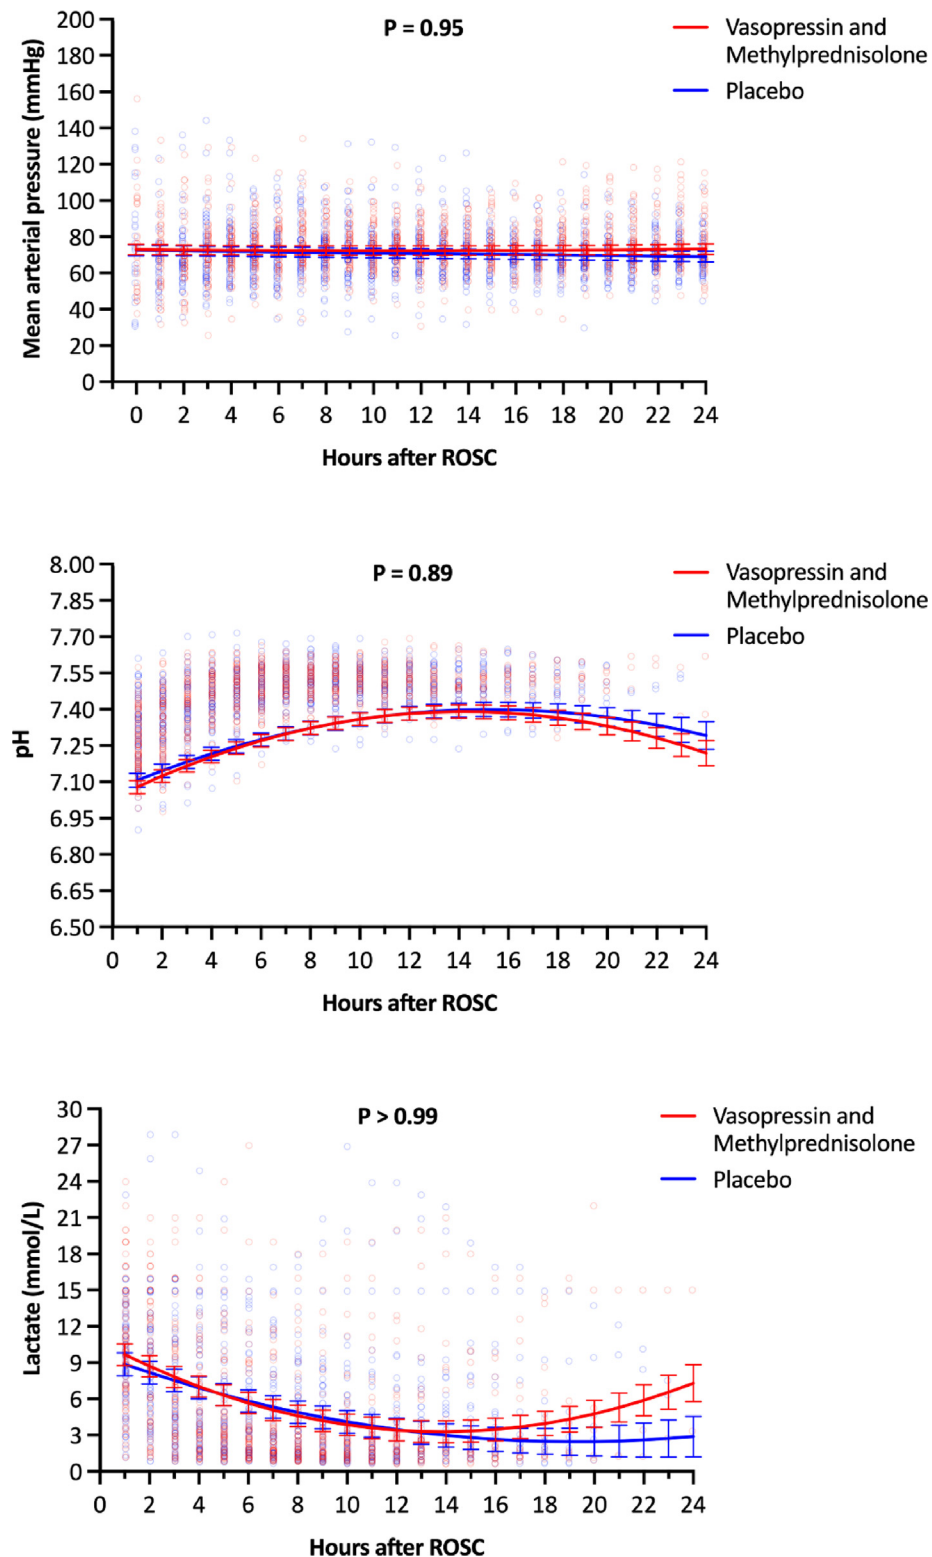 P = 0.95
Vasopressin and
Methylprednisolone
Placebo
Mean arterial pressure (mmHg)
200
180
160
140
120
100
80
60
40
20
0
0 2 4 6 8 10 12 14 16 18 20 22 24
Hours after ROSC
P = 0.89
Vasopressin and
Methylprednisolone
Placebo
pH
8.00
7.85
7.70
7.55
7.40
7.25
7.10
6.95
6.80
6.65
6.50
0 2 4 6 8 10 12 14 16 18 20 22 24
Hours after ROSC
P > 0.99
Vasopressin and
Methylprednisolone
Placebo
Lactate (mmol/L)
30
27
24
21
18
15
12
9
6
3
0
0 2 4 6 8 10 12 14 16 18 20 22 24
Hours after ROSC